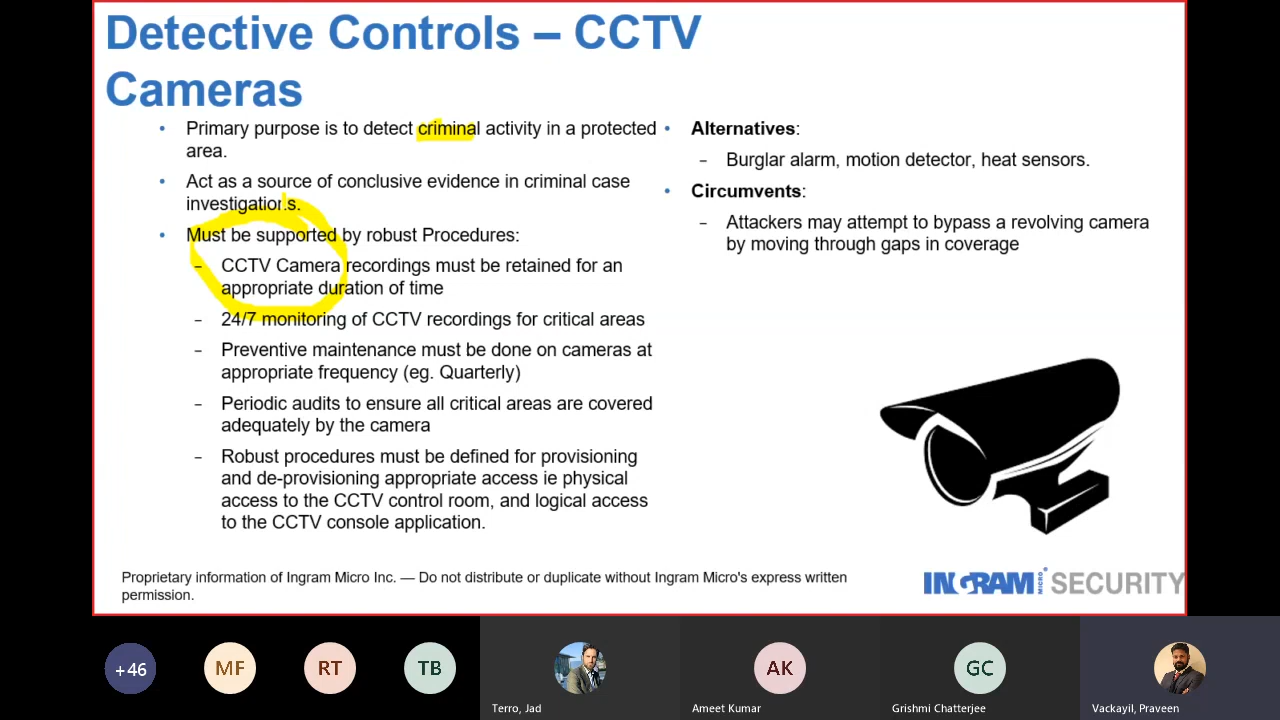 Detective Controls – CCTV
Cameras
• Primary purpose is to detect criminal activity in a protected
area.
• Act as a source of conclusive evidence in criminal case
investigations.
• Must be supported by robust Procedures:
– CCTV Camera recordings must be retained for an
appropriate duration of time
– 24/7 monitoring of CCTV recordings for critical areas
– Preventive maintenance must be done on cameras at
appropriate frequency (eg. Quarterly)
– Periodic audits to ensure all critical areas are covered
adequately by the camera
– Robust procedures must be defined for provisioning
and de-provisioning appropriate access ie physical
access to the CCTV control room, and logical access
to the CCTV console application.
• Alternatives:
– Burglar alarm, motion detector, heat sensors.
• Circumvents:
– Attackers may attempt to bypass a revolving camera
by moving through gaps in coverage
Proprietary information of Ingram Micro Inc. — Do not distribute or duplicate without Ingram Micro's express written
permission.
INGRAM MICRO SECURITY
+46
MF
RT
TB
AK
GC
Terro, Jad
Ameet Kumar
Grishmi Chatterjee
Vackayil, Praveen